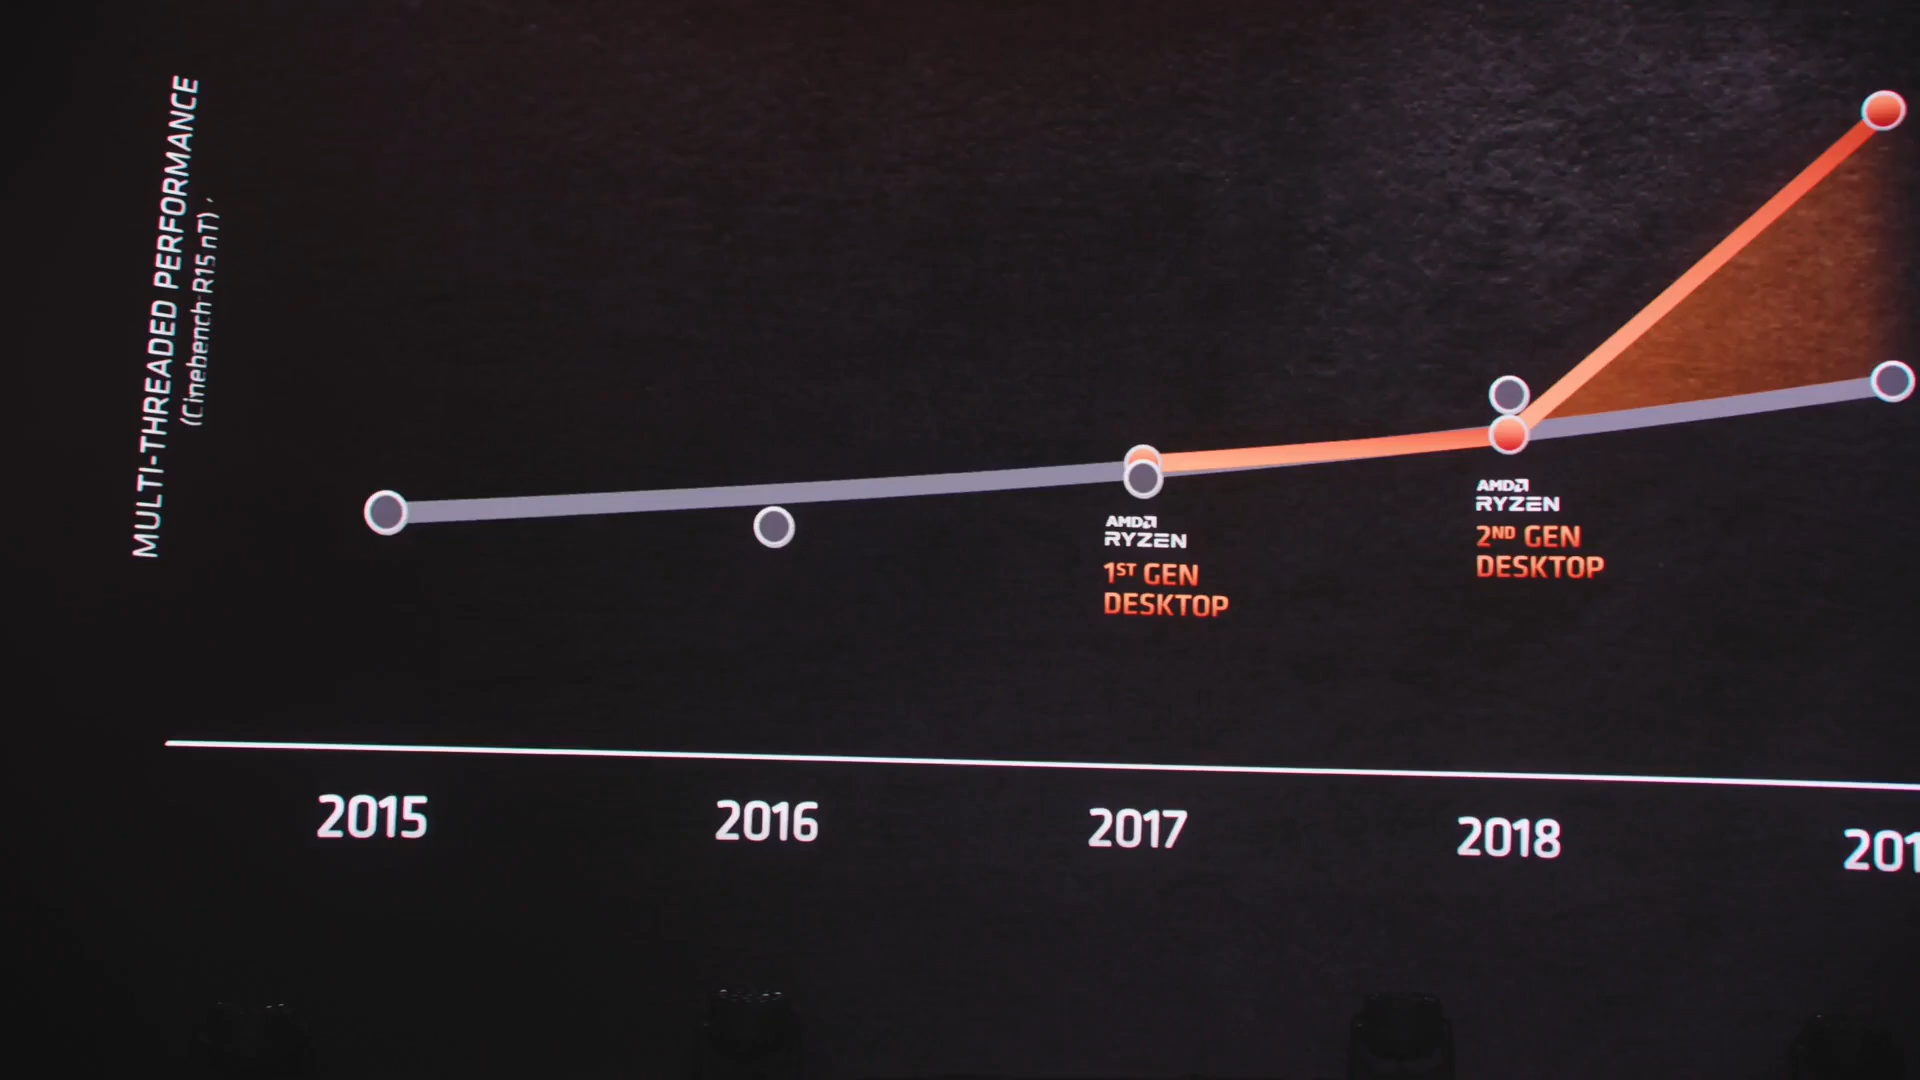 MULTI-THREADED PERFORMANCE
(Cinebench R15 nT)
AMD
RYZEN
1ST GEN
DESKTOP
AMD
RYZEN
2ND GEN
DESKTOP
2015
2016
2017
2018
201